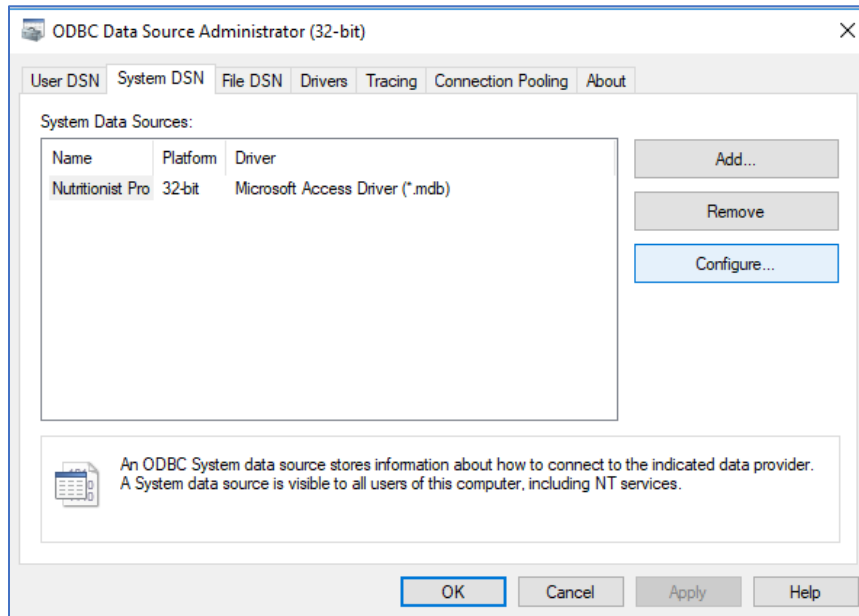 ODBC Data Source Administrator (32-bit)
User DSN System DSN File DSN Drivers Tracing Connection Pooling About
System Data Sources:
Name Platform Driver
Nutritionist Pro 32-bit Microsoft Access Driver (*.mdb)
Add...
Remove
Configure...
An ODBC System data source stores information about how to connect to the indicated data provider.
A System data source is visible to all users of this computer, including NT services.
OK Cancel Apply Help